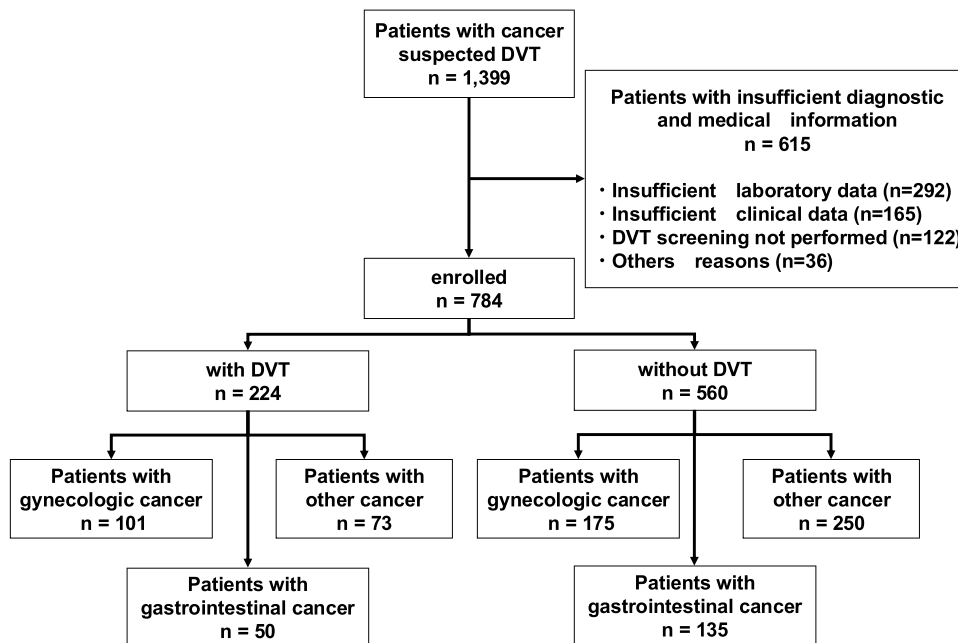 Patients with cancer
suspected DVT
n = 1,399
Patients with insufficient diagnostic
and medical information
n = 615
・Insufficient laboratory data (n=292)
・Insufficient clinical data (n=165)
・DVT screening not performed (n=122)
・Others reasons (n=36)
enrolled
n = 784
with DVT
n = 224
without DVT
n = 560
Patients with
gynecologic cancer
n = 101
Patients with
other cancer
n = 73
Patients with
gynecologic cancer
n = 175
Patients with
other cancer
n = 250
Patients with
gastrointestinal cancer
n = 50
Patients with
gastrointestinal cancer
n = 135